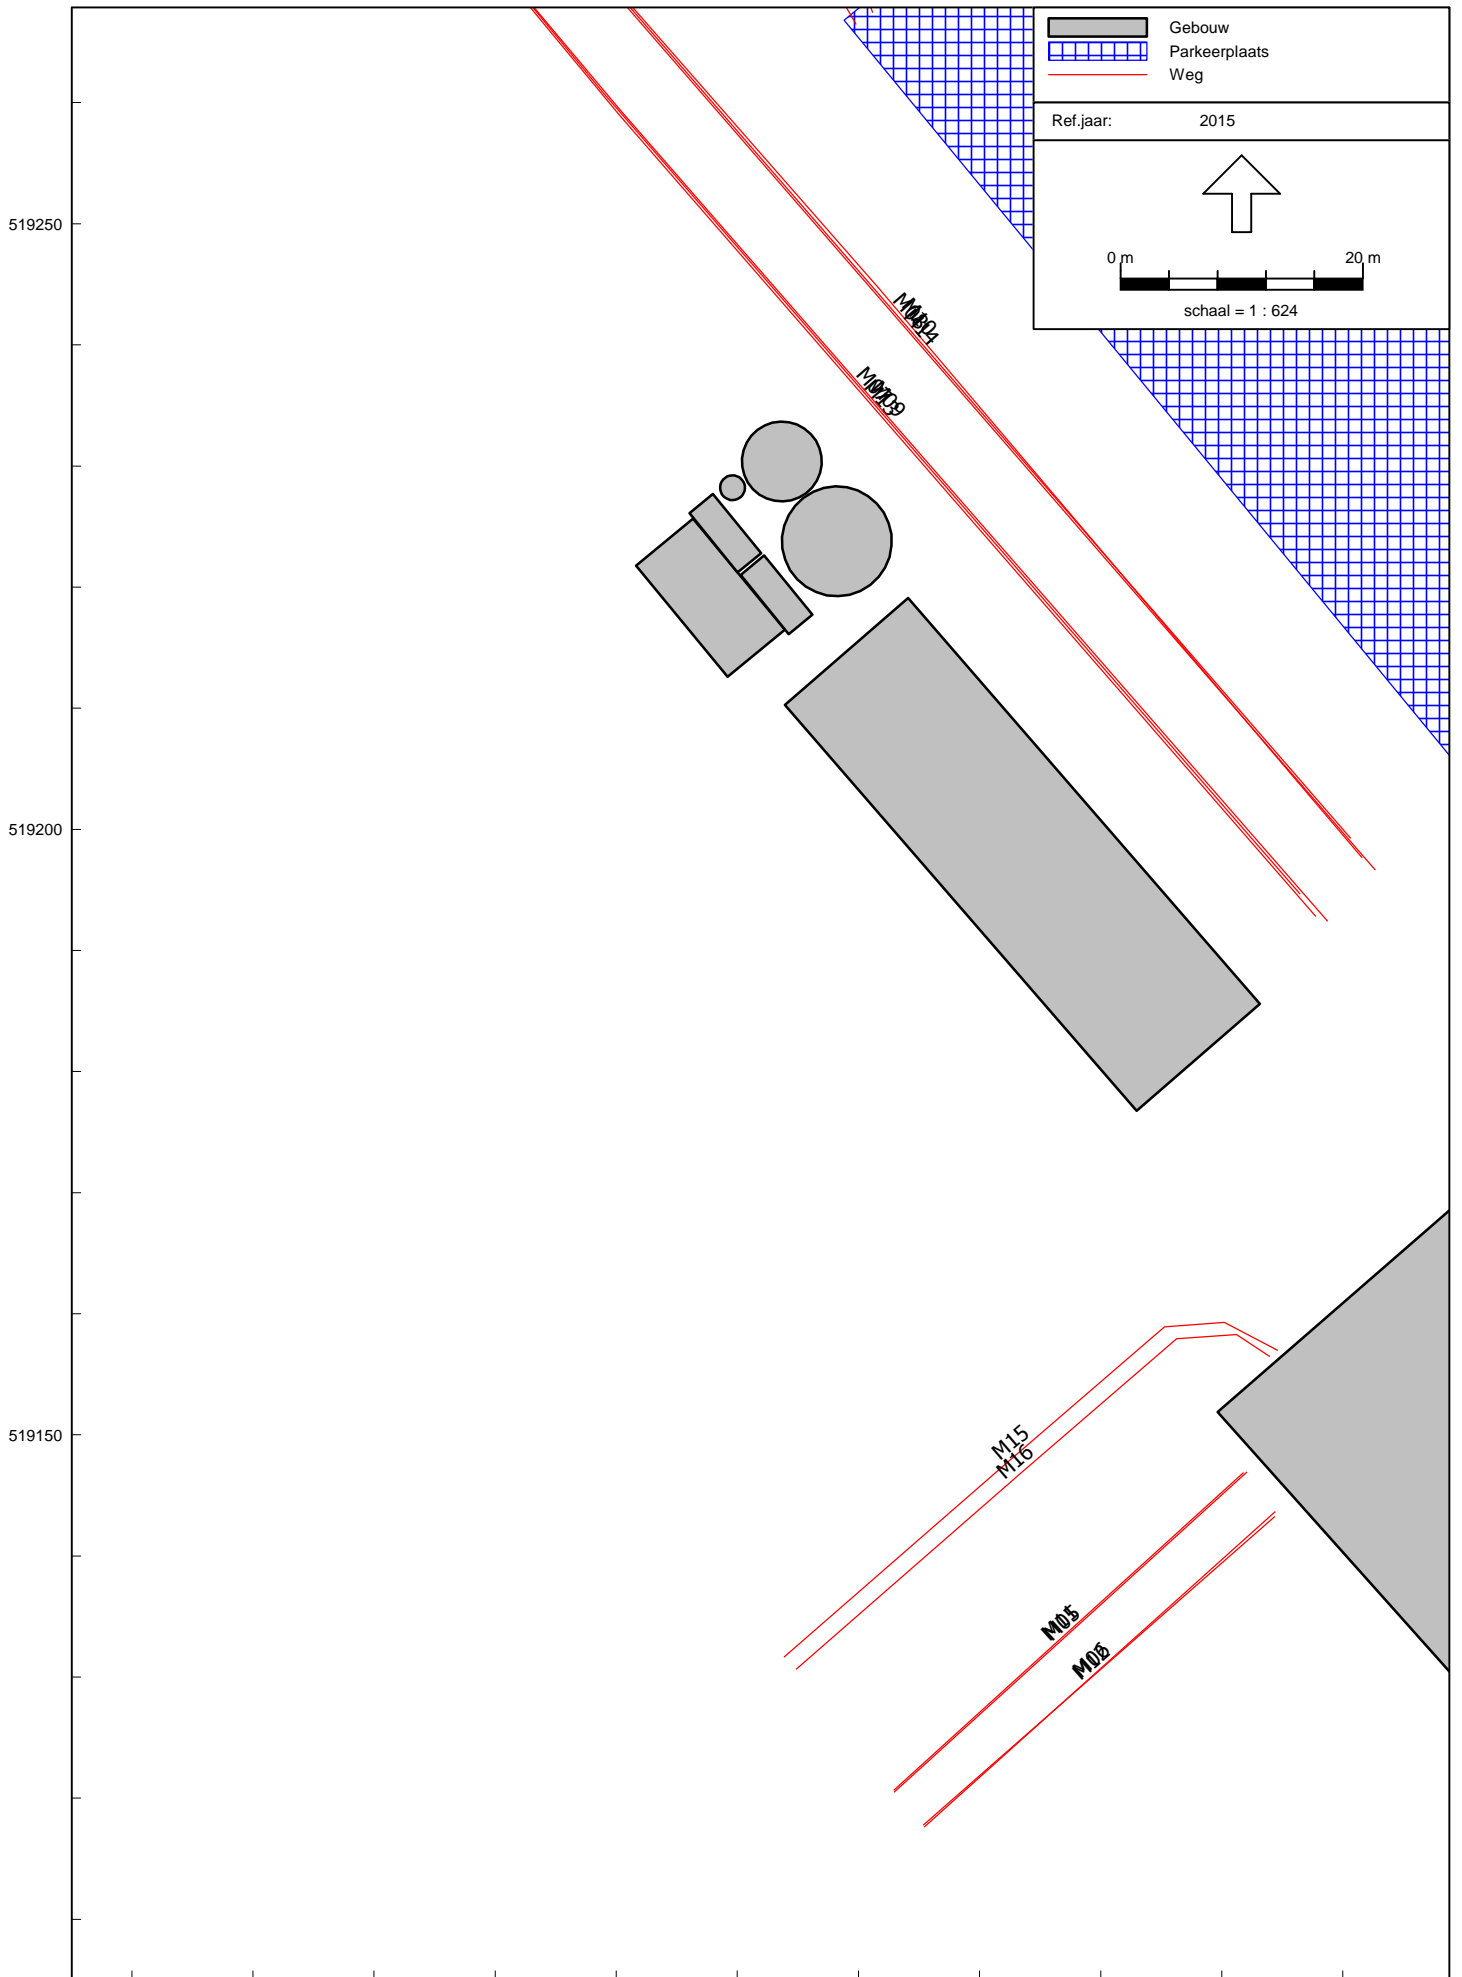 Gebouw
Parkeerplaats
Weg
Ref.jaar: 2015
0 m 20 m
schaal = 1 : 624
519250
519200
519150
M15
M16